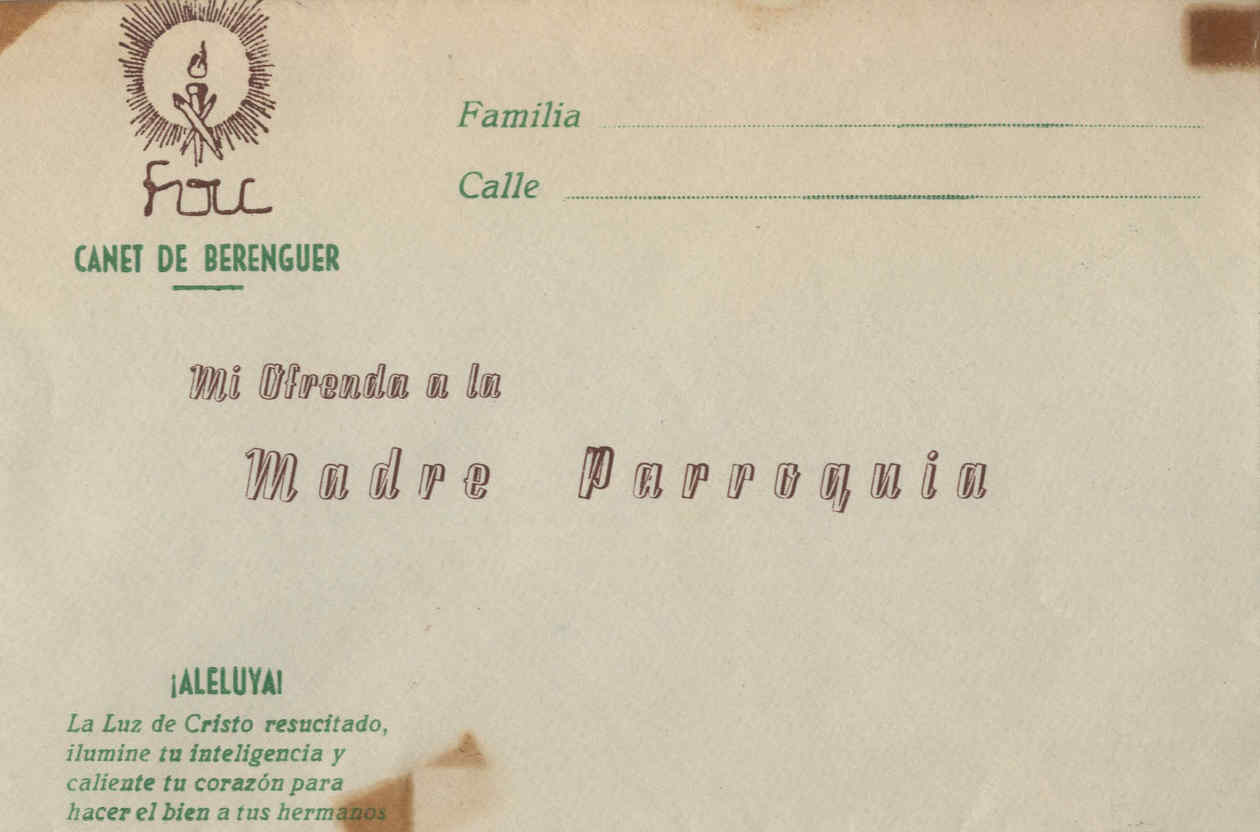 Familia
Calle
CANET DE BERENGUER
Mi Ofrenda a la
Madre Parroquia
¡ALELUYA!
La Luz de Cristo resucitado,
ilumine tu inteligencia y
caliente tu corazón para
hacer el bien a tus hermanos